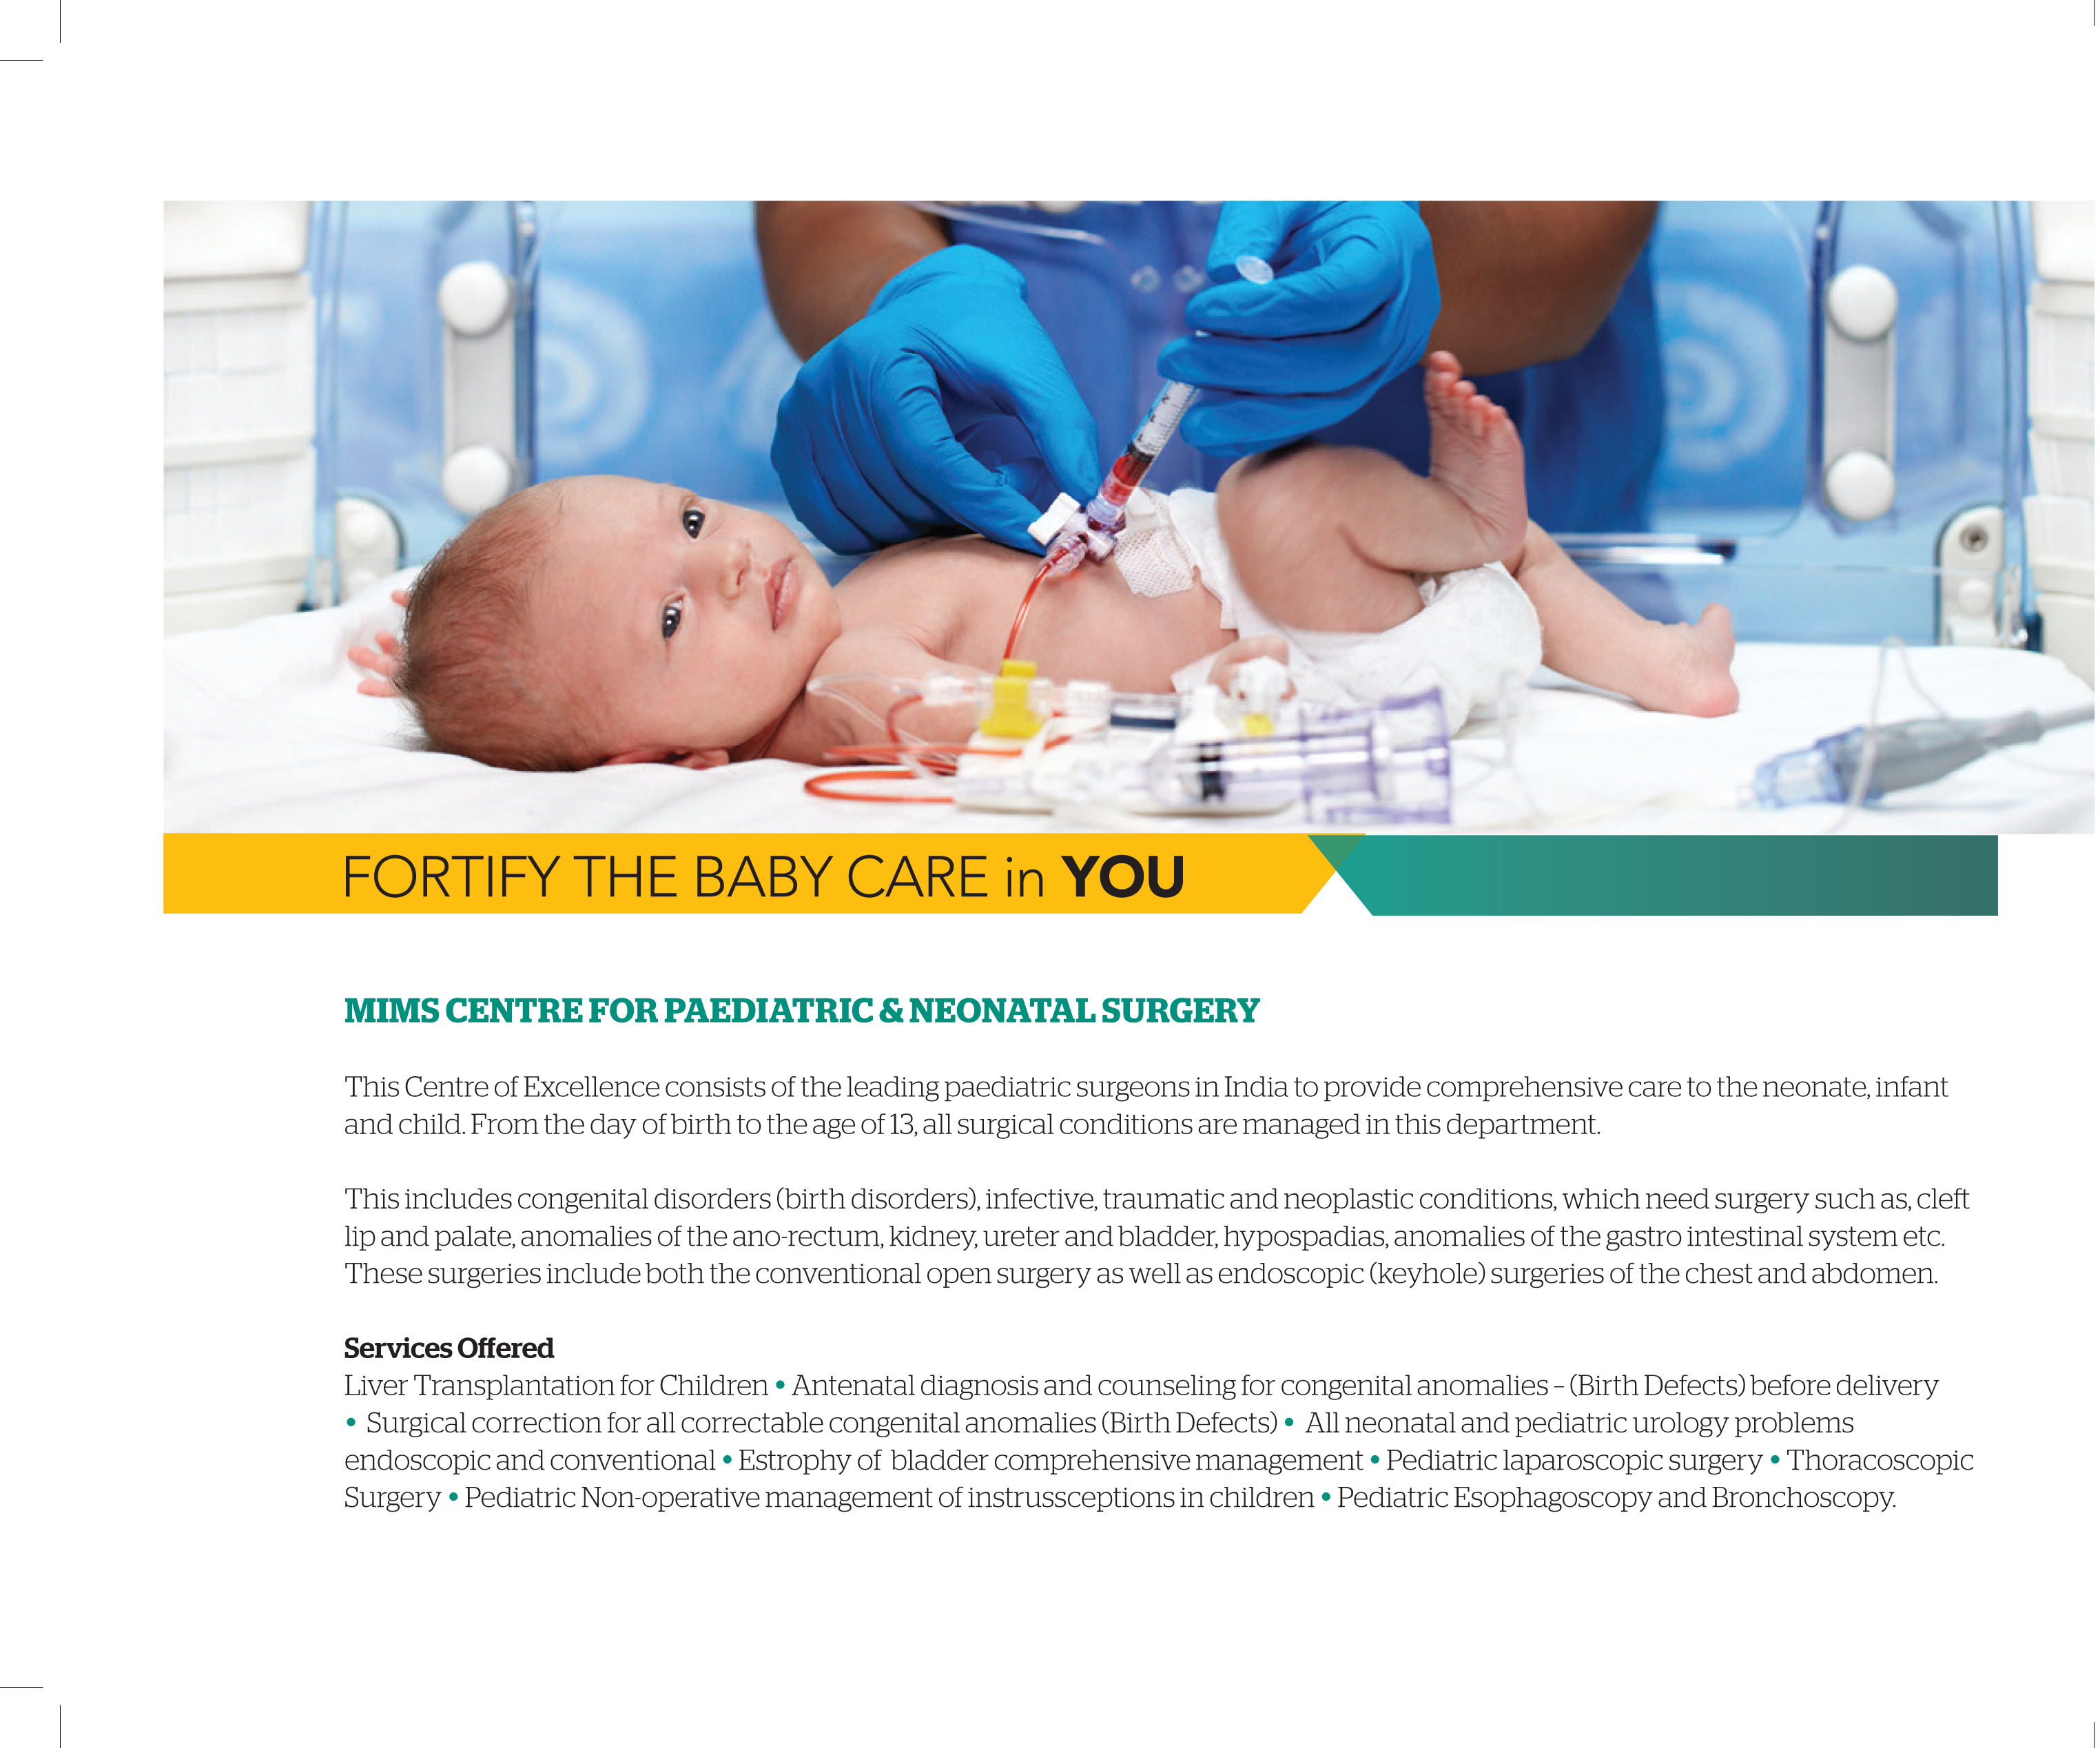 FORTIFY THE BABY CARE in YOU
MIMS CENTRE FOR PAEDIATRIC & NEONATAL SURGERY
This Centre of Excellence consists of the leading paediatric surgeons in India to provide comprehensive care to the neonate, infant
and child. From the day of birth to the age of 13, all surgical conditions are managed in this department.
This includes congenital disorders (birth disorders), infective, traumatic and neoplastic conditions, which need surgery such as, cleft
lip and palate, anomalies of the ano-rectum, kidney, ureter and bladder, hypospadias, anomalies of the gastro intestinal system etc.
These surgeries include both the conventional open surgery as well as endoscopic (keyhole) surgeries of the chest and abdomen.
Services Offered
Liver Transplantation for Children • Antenatal diagnosis and counseling for congenital anomalies – (Birth Defects) before delivery
• Surgical correction for all correctable congenital anomalies (Birth Defects) • All neonatal and pediatric urology problems
endoscopic and conventional • Estrophy of bladder comprehensive management • Pediatric laparoscopic surgery • Thoracoscopic
Surgery • Pediatric Non-operative management of instrussceptions in children • Pediatric Esophagoscopy and Bronchoscopy.